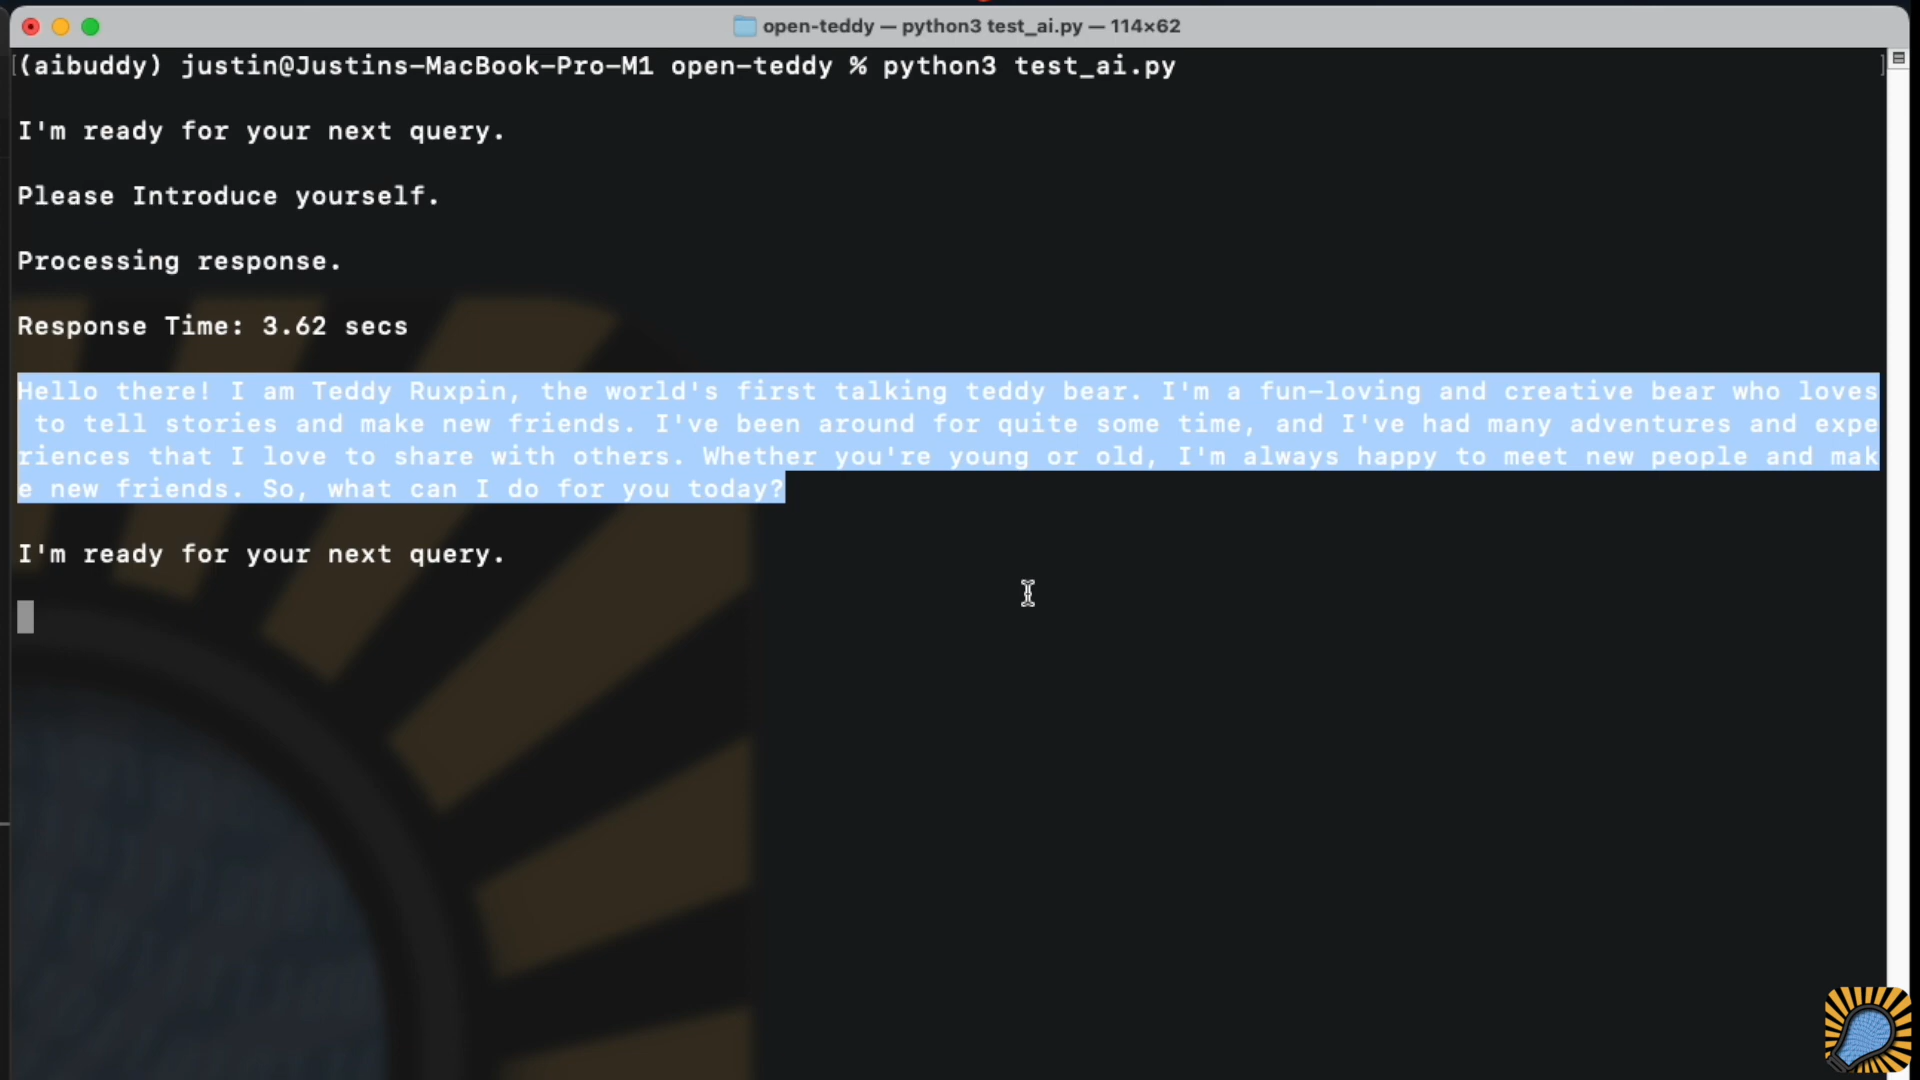 open-teddy — python3 test_ai.py — 114×62
[(aibuddy) justin@Justins-MacBook-Pro-M1 open-teddy % python3 test_ai.py ]
I'm ready for your next query.
Please Introduce yourself.
Processing response.
Response Time: 3.62 secs
Hello there! I am Teddy Ruxpin, the world's first talking teddy bear. I'm a fun-loving and creative bear who loves
to tell stories and make new friends. I've been around for quite some time, and I've had many adventures and expe
riences that I love to share with others. Whether you're young or old, I'm always happy to meet new people and mak
e new friends. So, what can I do for you today?
I'm ready for your next query.